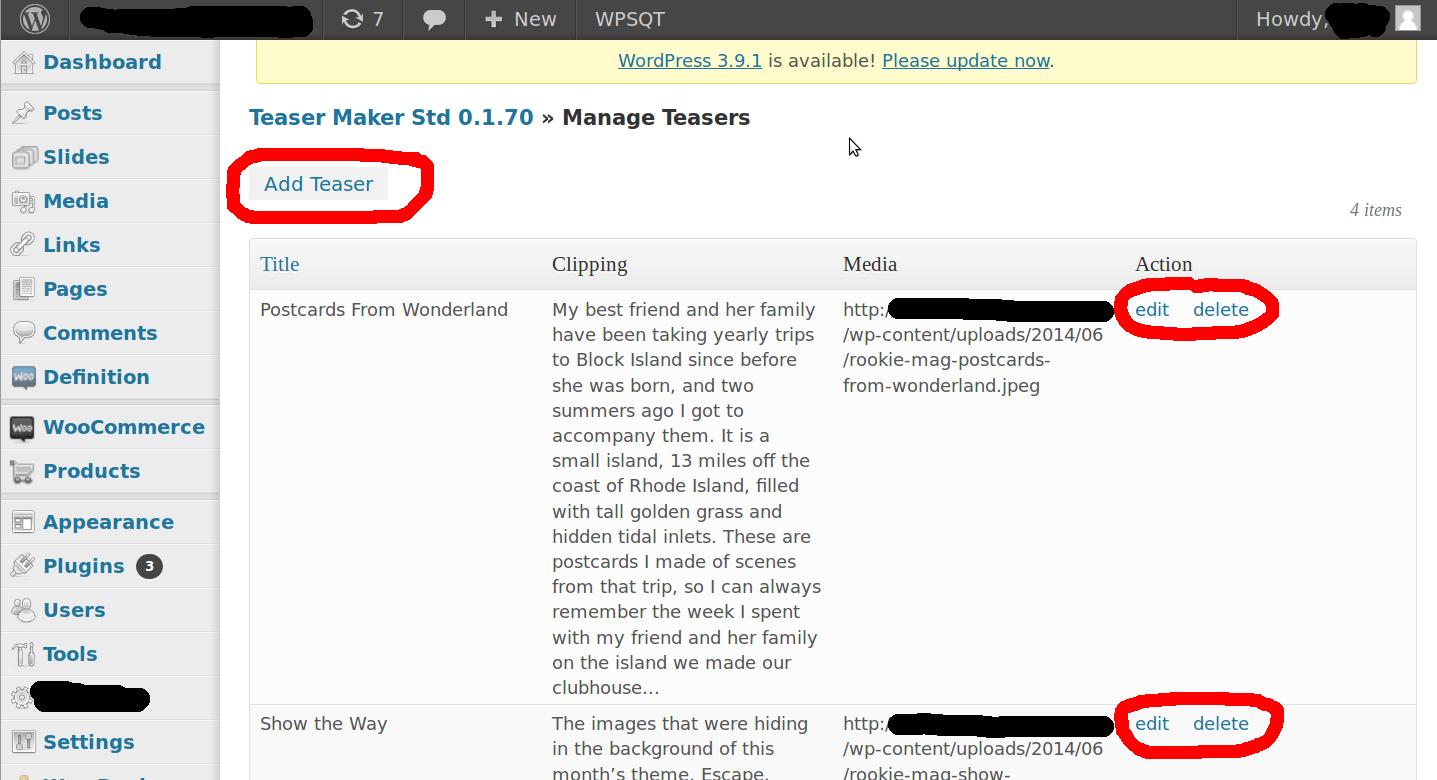 7
New
WPSQT
Howdy,
Dashboard
Posts
Slides
Media
Links
Pages
Comments
Definition
WooCommerce
Products
Appearance
Plugins 3
Users
Tools
Settings
WordPress 3.9.1 is available! Please update now.
Teaser Maker Std 0.1.70 » Manage Teasers
Add Teaser
4 items
Title Clipping Media Action
Postcards From Wonderland
My best friend and her family
have been taking yearly trips
to Block Island since before
she was born, and two
summers ago I got to
accompany them. It is a
small island, 13 miles off the
coast of Rhode Island, filled
with tall golden grass and
hidden tidal inlets. These are
postcards I made of scenes
from that trip, so I can always
remember the week I spent
with my friend and her family
on the island we made our
clubhouse…
http:/
/wp-content/uploads/2014/06
/rookie-mag-postcards-
from-wonderland.jpeg
edit delete
Show the Way
The images that were hiding
in the background of this
month’s theme, Escape.
http:/
/wp-content/uploads/2014/06
/rookie-mag-show-
edit delete